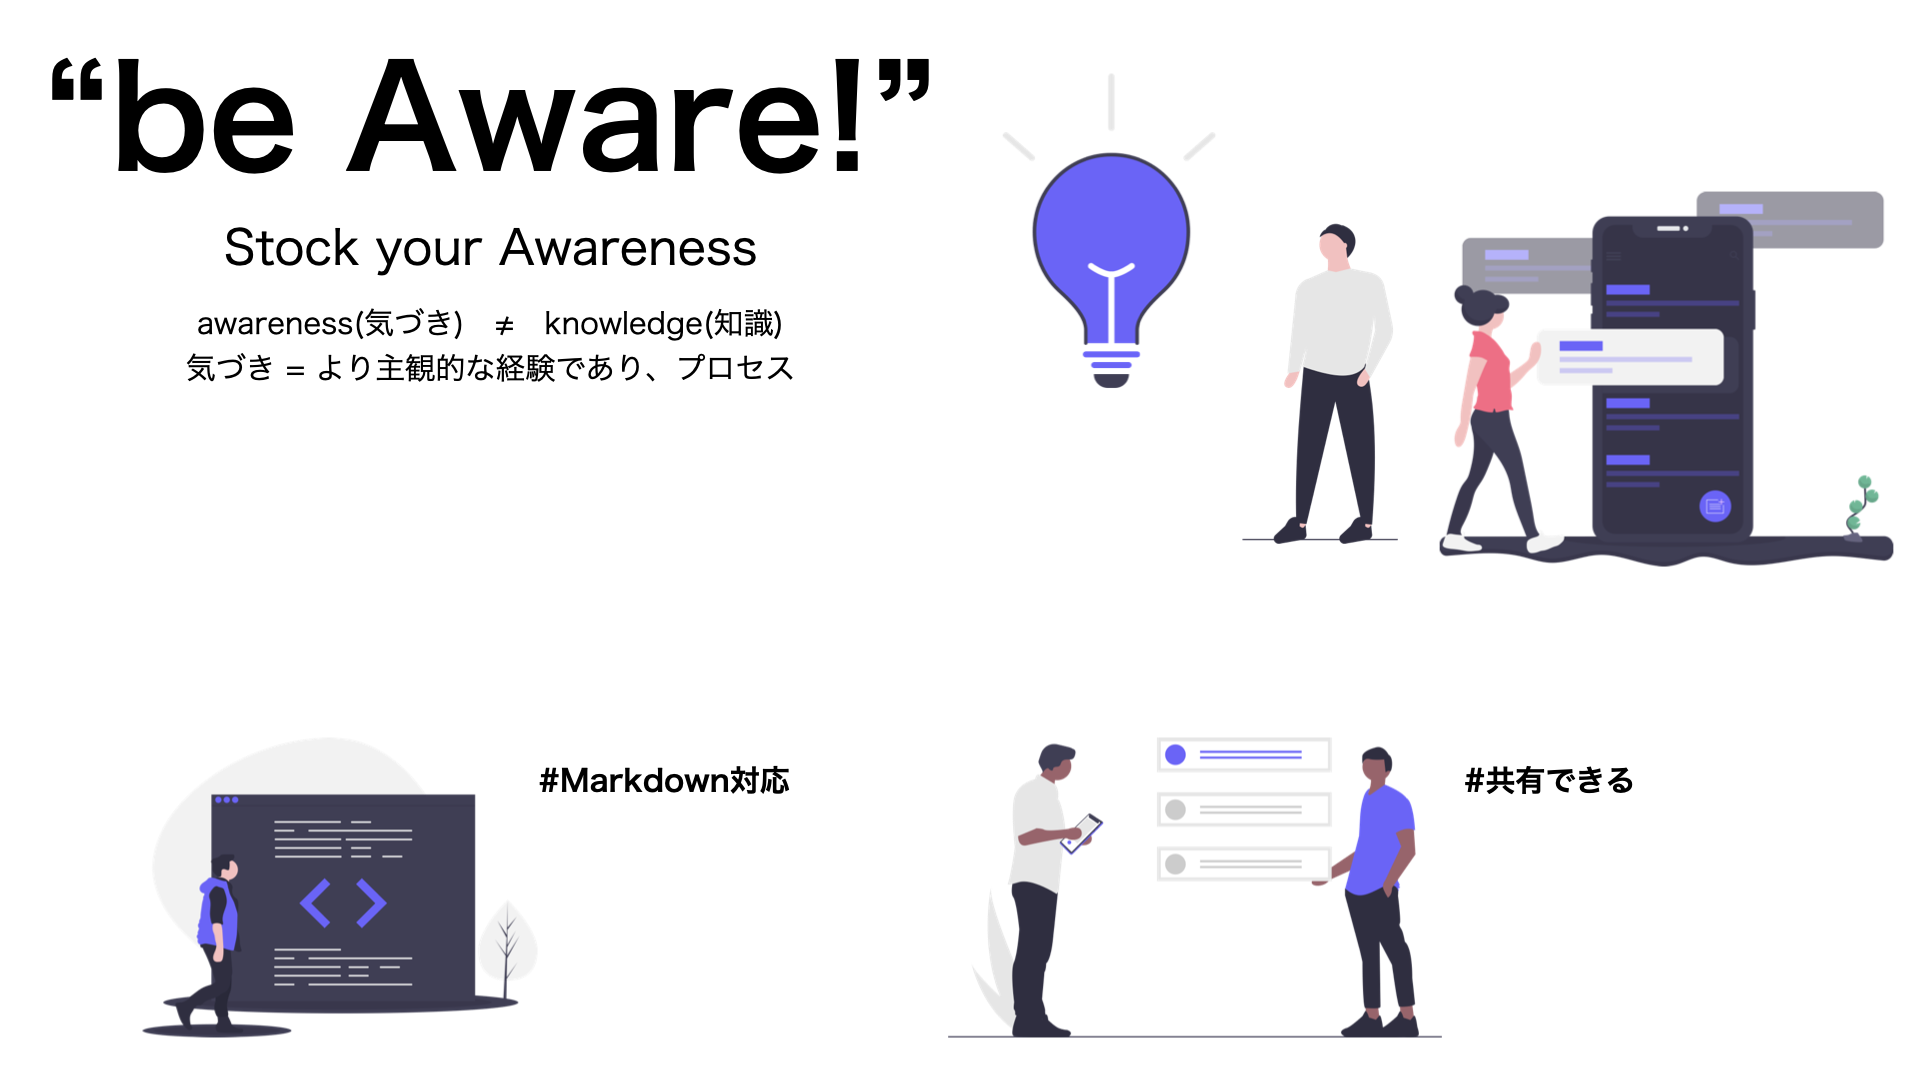 “be Aware!”
Stock your Awareness
awareness(気づき) ≠ knowledge(知識)
気づき = より主観的な経験であり、プロセス
#Markdown対応
#共有できる